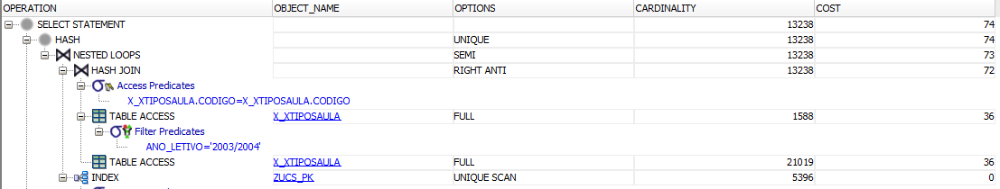 OPERATION OBJECT_NAME OPTIONS CARDINALITY COST
SELECT STATEMENT 13238 74
HASH UNIQUE 13238 74
NESTED LOOPS SEMI 13238 73
HASH JOIN RIGHT ANTI 13238 72
Access Predicates
X_XTIPOSAULA.CODIGO=X_XTIPOSAULA.CODIGO
TABLE ACCESS X_XTIPOSAULA FULL 1588 36
Filter Predicates
ANO_LETIVO='2003/2004'
TABLE ACCESS X_XTIPOSAULA FULL 21019 36
INDEX ZUCS_PK UNIQUE SCAN 5396 0